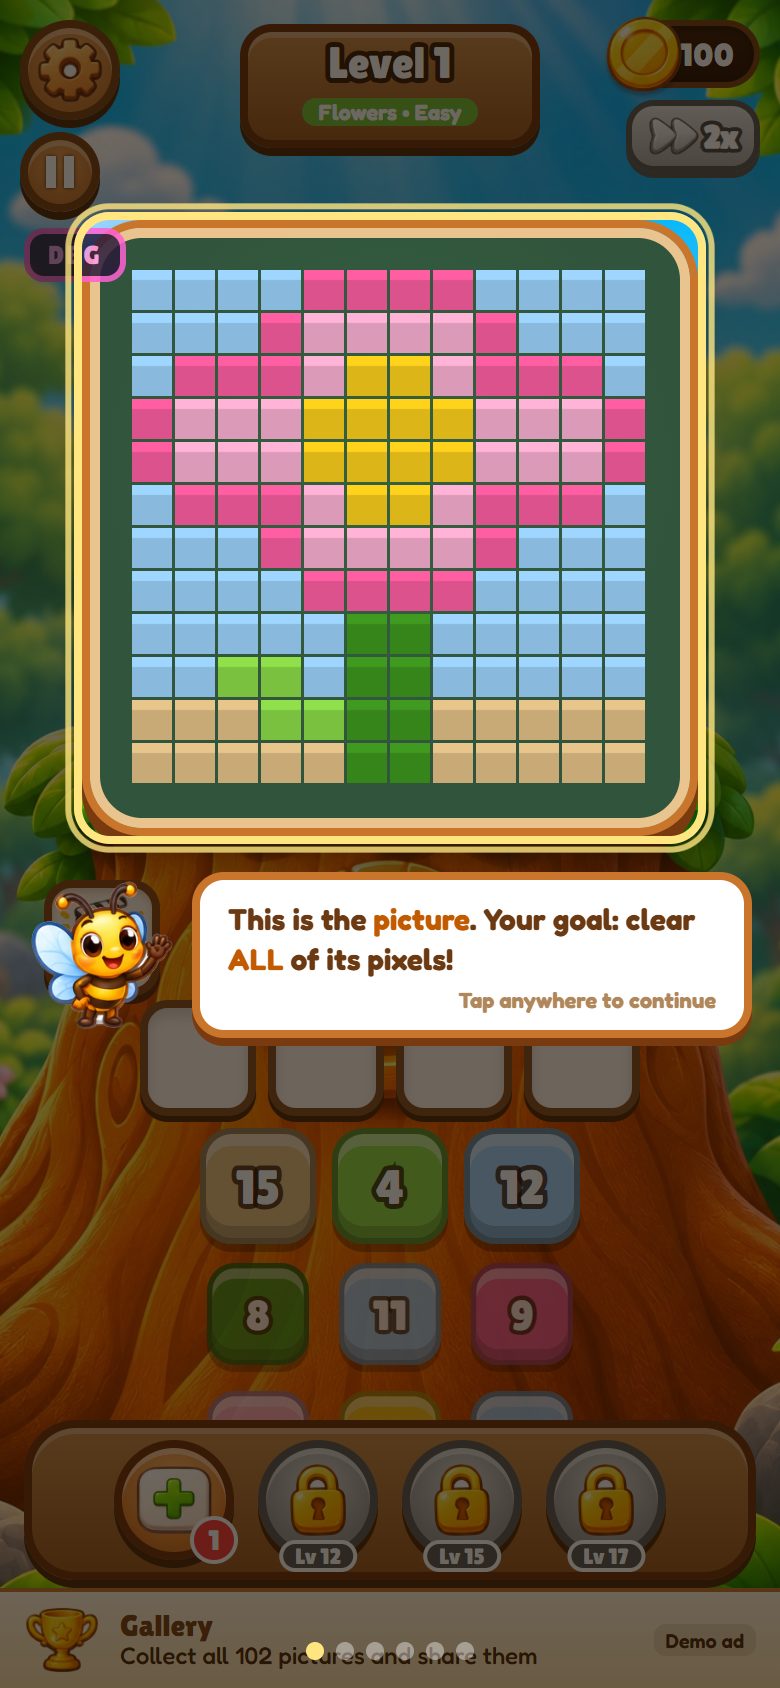 Level 1
Flowers • Easy
100
2x
This is the picture. Your goal: clear
ALL of its pixels!
Tap anywhere to continue
15
4
12
8
11
9
1
Lv 12
Lv 15
Lv 17
Gallery
Collect all 102 pictures and share them
Demo ad